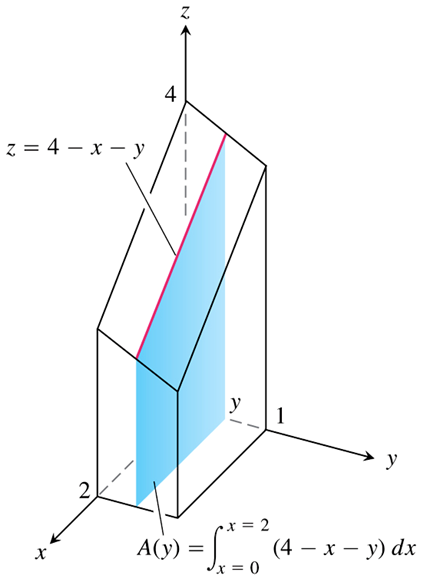 z
4
z = 4 − x − y
y
1
y
2
x
A(y) = ∫_{x = 0}^{x = 2} (4 − x − y) dx